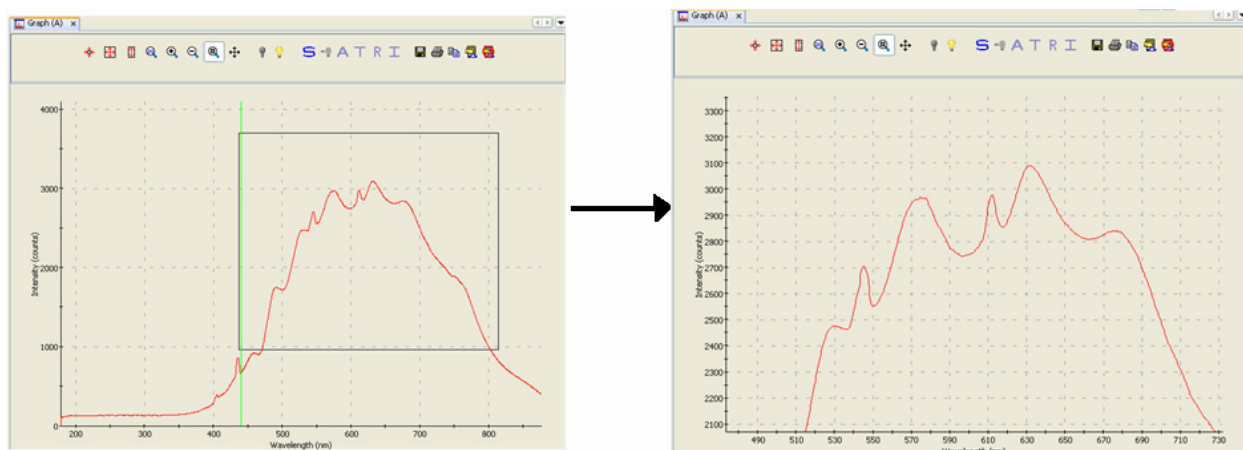 Graph (A) x
S A T R I
4000
3000
2000
1000
0
Intensity (counts)
200 300 400 500 600 700 800
Wavelength (nm)
Graph (A) x
S A T R I
3300
3200
3100
3000
2900
2800
2700
2600
2500
2400
2300
2200
2100
Intensity (counts)
490 510 530 550 570 590 610 630 650 670 690 710 730
Wavelength (nm)